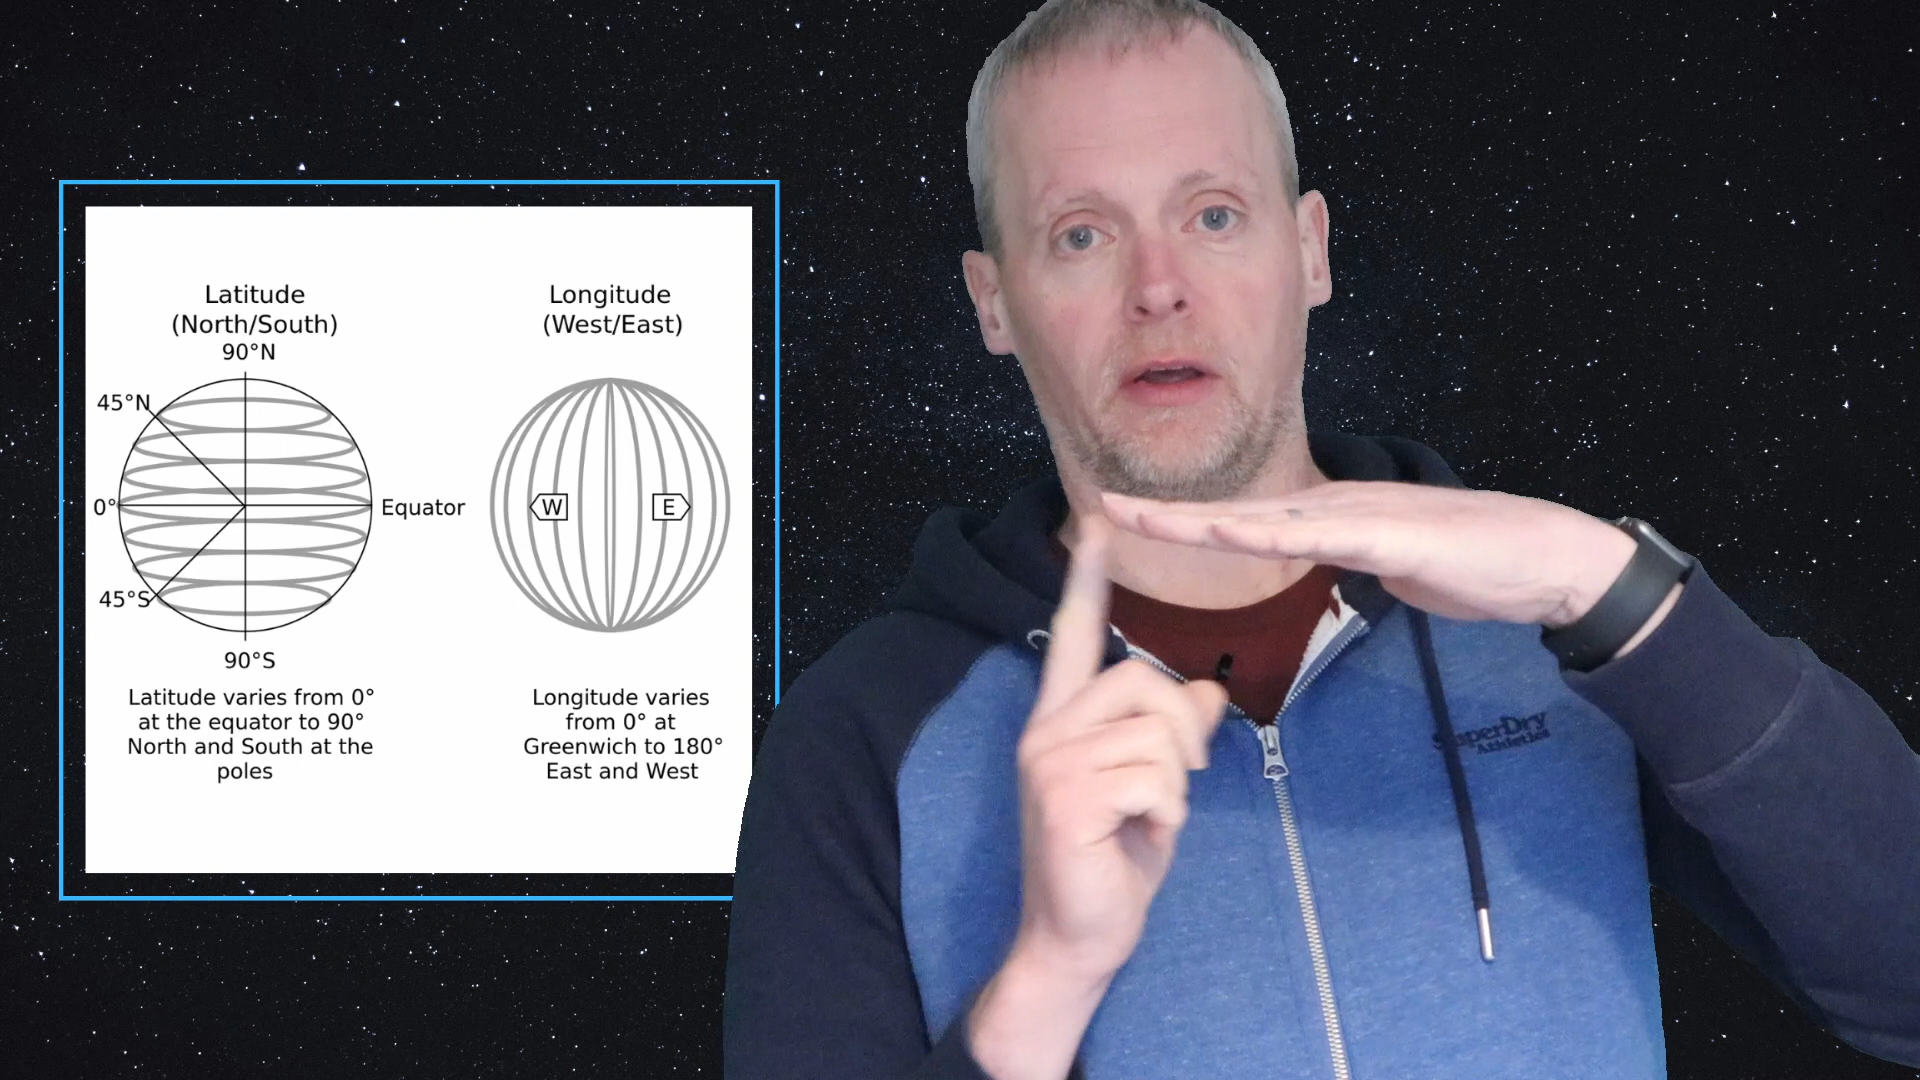 Latitude
(North/South)
90°N
45°N
0°
Equator
45°S
90°S
Latitude varies from 0°
at the equator to 90°
North and South at the
poles
Longitude
(West/East)
W
E
Longitude varies
from 0° at
Greenwich to 180°
East and West
SuperDry
Athletics